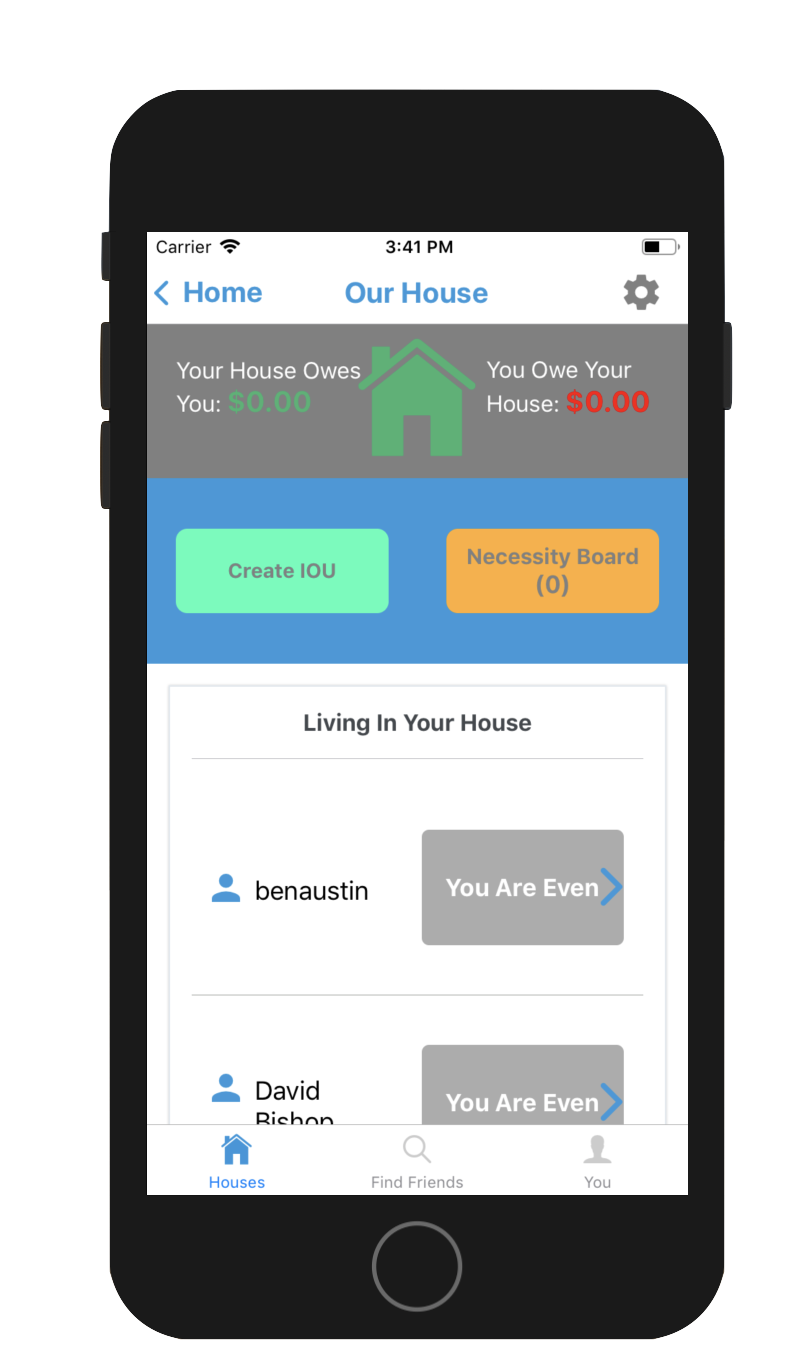 Carrier 3:41 PM
Home Our House
Your House Owes
You: $0.00
You Owe Your
House: $0.00
Create IOU
Necessity Board
(0)
Living In Your House
benaustin
You Are Even
David
Bishop
You Are Even
Houses Find Friends You